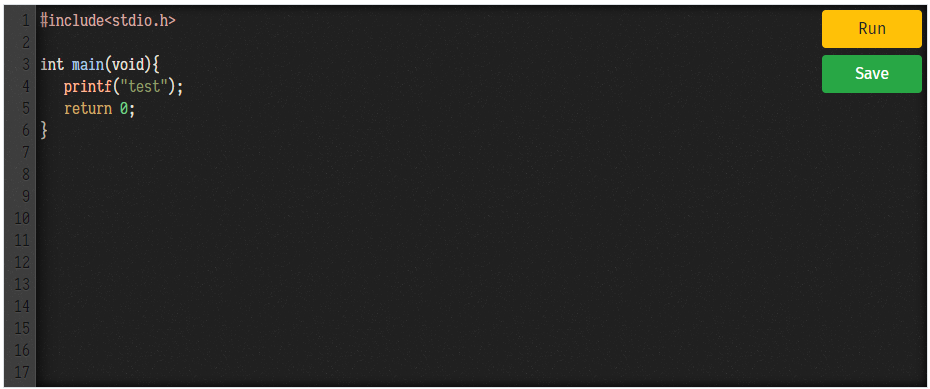 1 #include<stdio.h>
2
3 int main(void){
4    printf("test");
5    return 0;
6 }
7
8
9
10
11
12
13
14
15
16
17
Run
Save